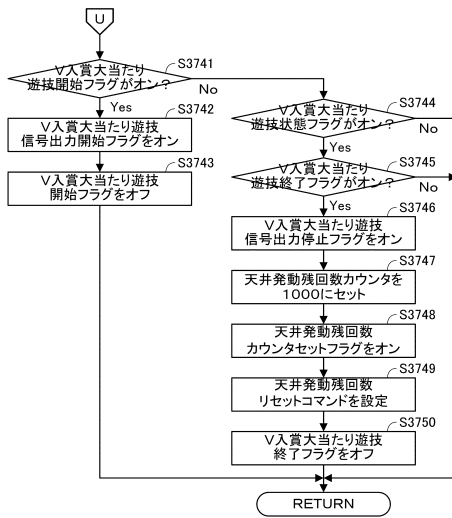 U
V入賞大当たり
遊技開始フラグがオン?
S3741
Yes
No
V入賞大当たり遊技
信号出力開始フラグをオン
S3742
V入賞大当たり遊技
開始フラグをオフ
S3743
V入賞大当たり
遊技状態フラグがオン?
S3744
Yes
No
V入賞大当たり
遊技終了フラグがオン?
S3745
Yes
No
V入賞大当たり遊技
信号出力停止フラグをオン
S3746
天井発動残回数カウンタを
1000にセット
S3747
天井発動残回数
カウンタセットフラグをオン
S3748
天井発動残回数
リセットコマンドを設定
S3749
V入賞大当たり遊技
終了フラグをオフ
S3750
RETURN